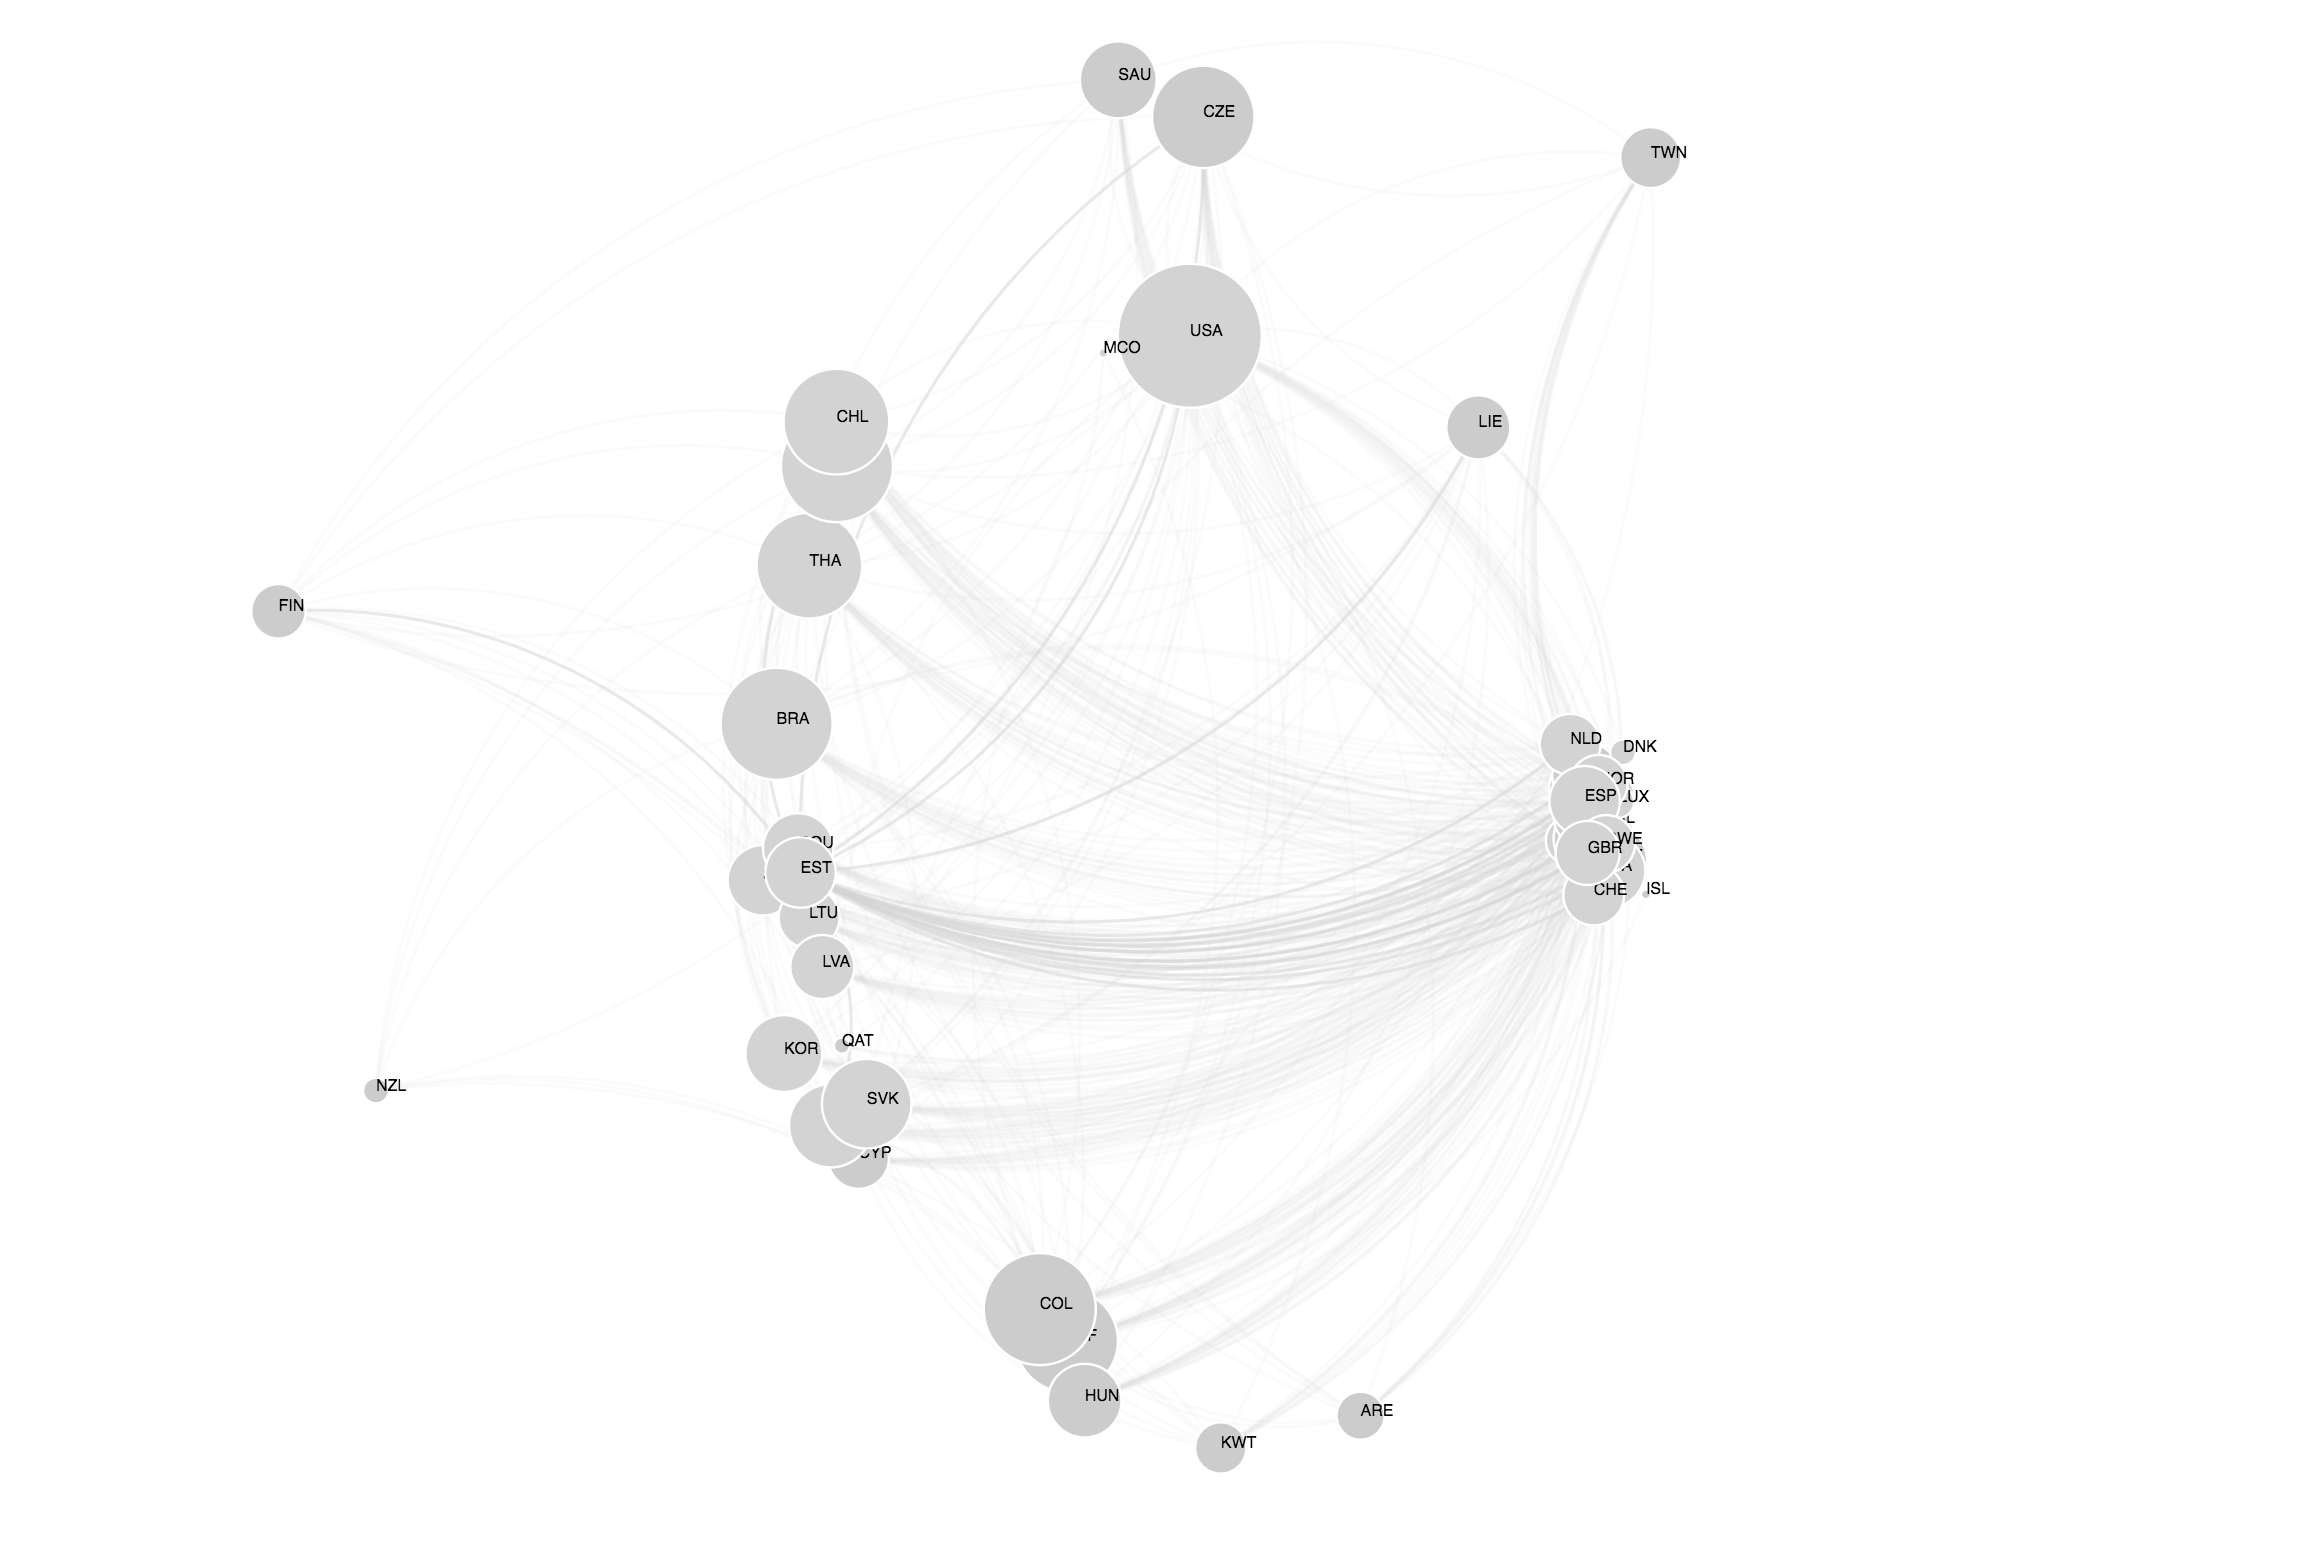 SAU
CZE
TWN
USA
MCO
CHL
LIE
THA
FIN
BRA
NLD
DNK
OR
ESP
LUX
OU
L
WE
GBR
EST
A
CHE
ISL
LTU
LVA
QAT
KOR
NZL
SVK
CYP
COL
F
HUN
ARE
KWT